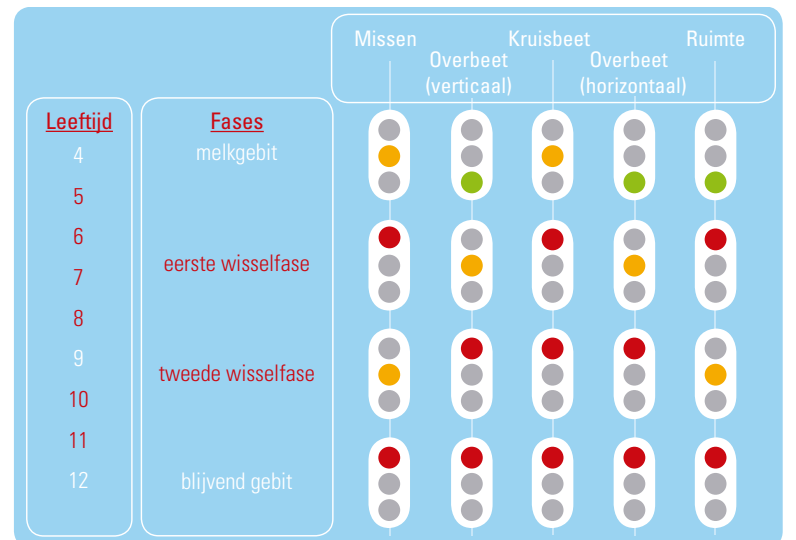 Missen
Kruisbeet
Ruimte
Overbeet
(verticaal)
Overbeet
(horizontaal)
Leeftijd
Fases
4
melkgebit
5
6
eerste wisselfase
7
8
9
tweede wisselfase
10
11
12
blijvend gebit